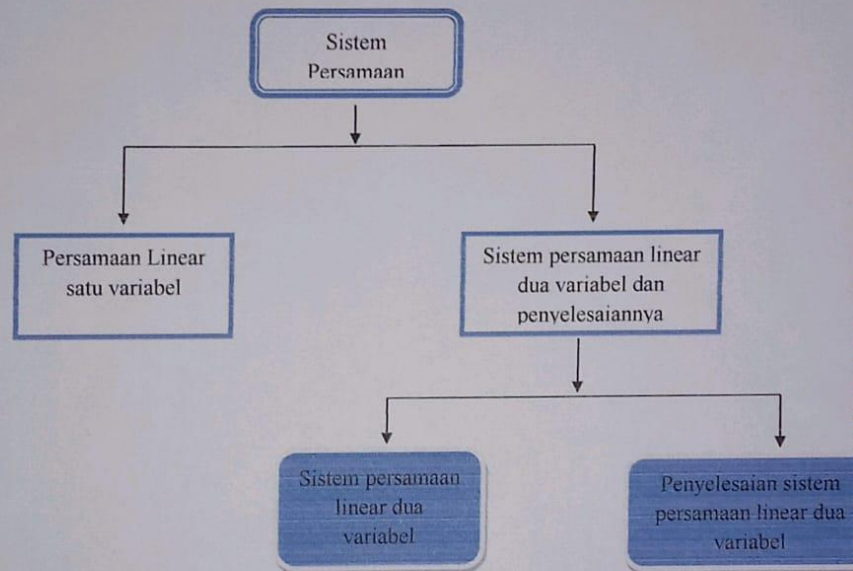 Sistem
Persamaan
Persamaan Linear
satu variabel
Sistem persamaan linear
dua variabel dan
penyelesaiannya
Sistem persamaan
linear dua
variabel
Penyelesaian sistem
persamaan linear dua
variabel